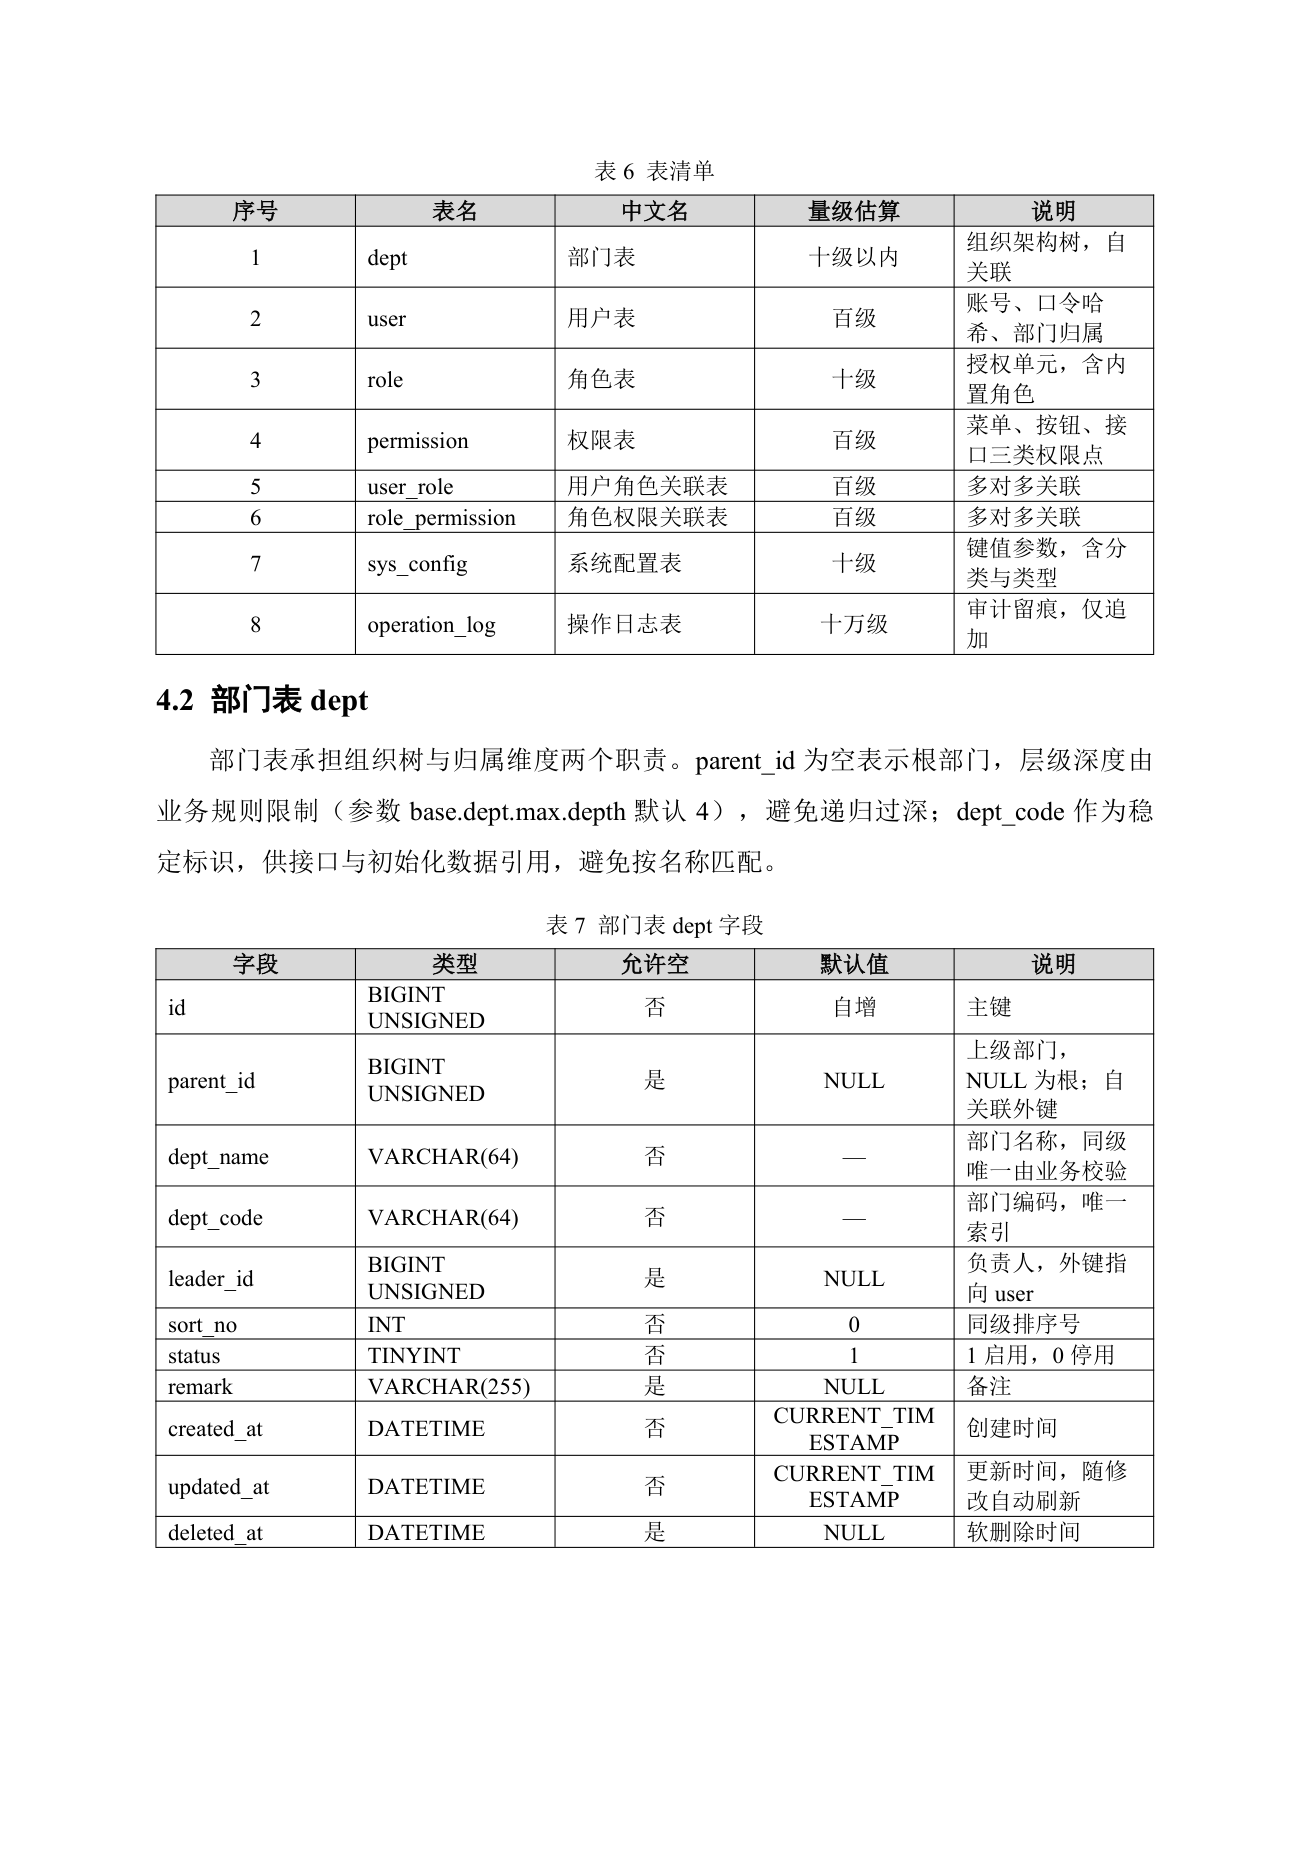 表 6 表清单
序号 表名 中文名 量级估算 说明
1 dept 部门表 十级以内 组织架构树，自
关联
2 user 用户表 百级 账号、口令哈
希、部门归属
3 role 角色表 十级 授权单元，含内
置角色
4 permission 权限表 百级 菜单、按钮、接
口三类权限点
5 user_role 用户角色关联表 百级 多对多关联
6 role_permission 角色权限关联表 百级 多对多关联
7 sys_config 系统配置表 十级 键值参数，含分
类与类型
8 operation_log 操作日志表 十万级 审计留痕，仅追
加
4.2 部门表 dept
部门表承担组织树与归属维度两个职责。parent_id 为空表示根部门，层级深度由
业务规则限制（参数 base.dept.max.depth 默认 4），避免递归过深；dept_code 作为稳
定标识，供接口与初始化数据引用，避免按名称匹配。
表 7 部门表 dept 字段
字段 类型 允许空 默认值 说明
id BIGINT
UNSIGNED 否 自增 主键
parent_id BIGINT
UNSIGNED 是 NULL 上级部门，
NULL 为根；自
关联外键
dept_name VARCHAR(64) 否 — 部门名称，同级
唯一由业务校验
dept_code VARCHAR(64) 否 — 部门编码，唯一
索引
leader_id BIGINT
UNSIGNED 是 NULL 负责人，外键指
向 user
sort_no INT 否 0 同级排序号
status TINYINT 否 1 1 启用，0 停用
remark VARCHAR(255) 是 NULL 备注
created_at DATETIME 否 CURRENT_TIM
ESTAMP 创建时间
updated_at DATETIME 否 CURRENT_TIM
ESTAMP 更新时间，随修
改自动刷新
deleted_at DATETIME 是 NULL 软删除时间